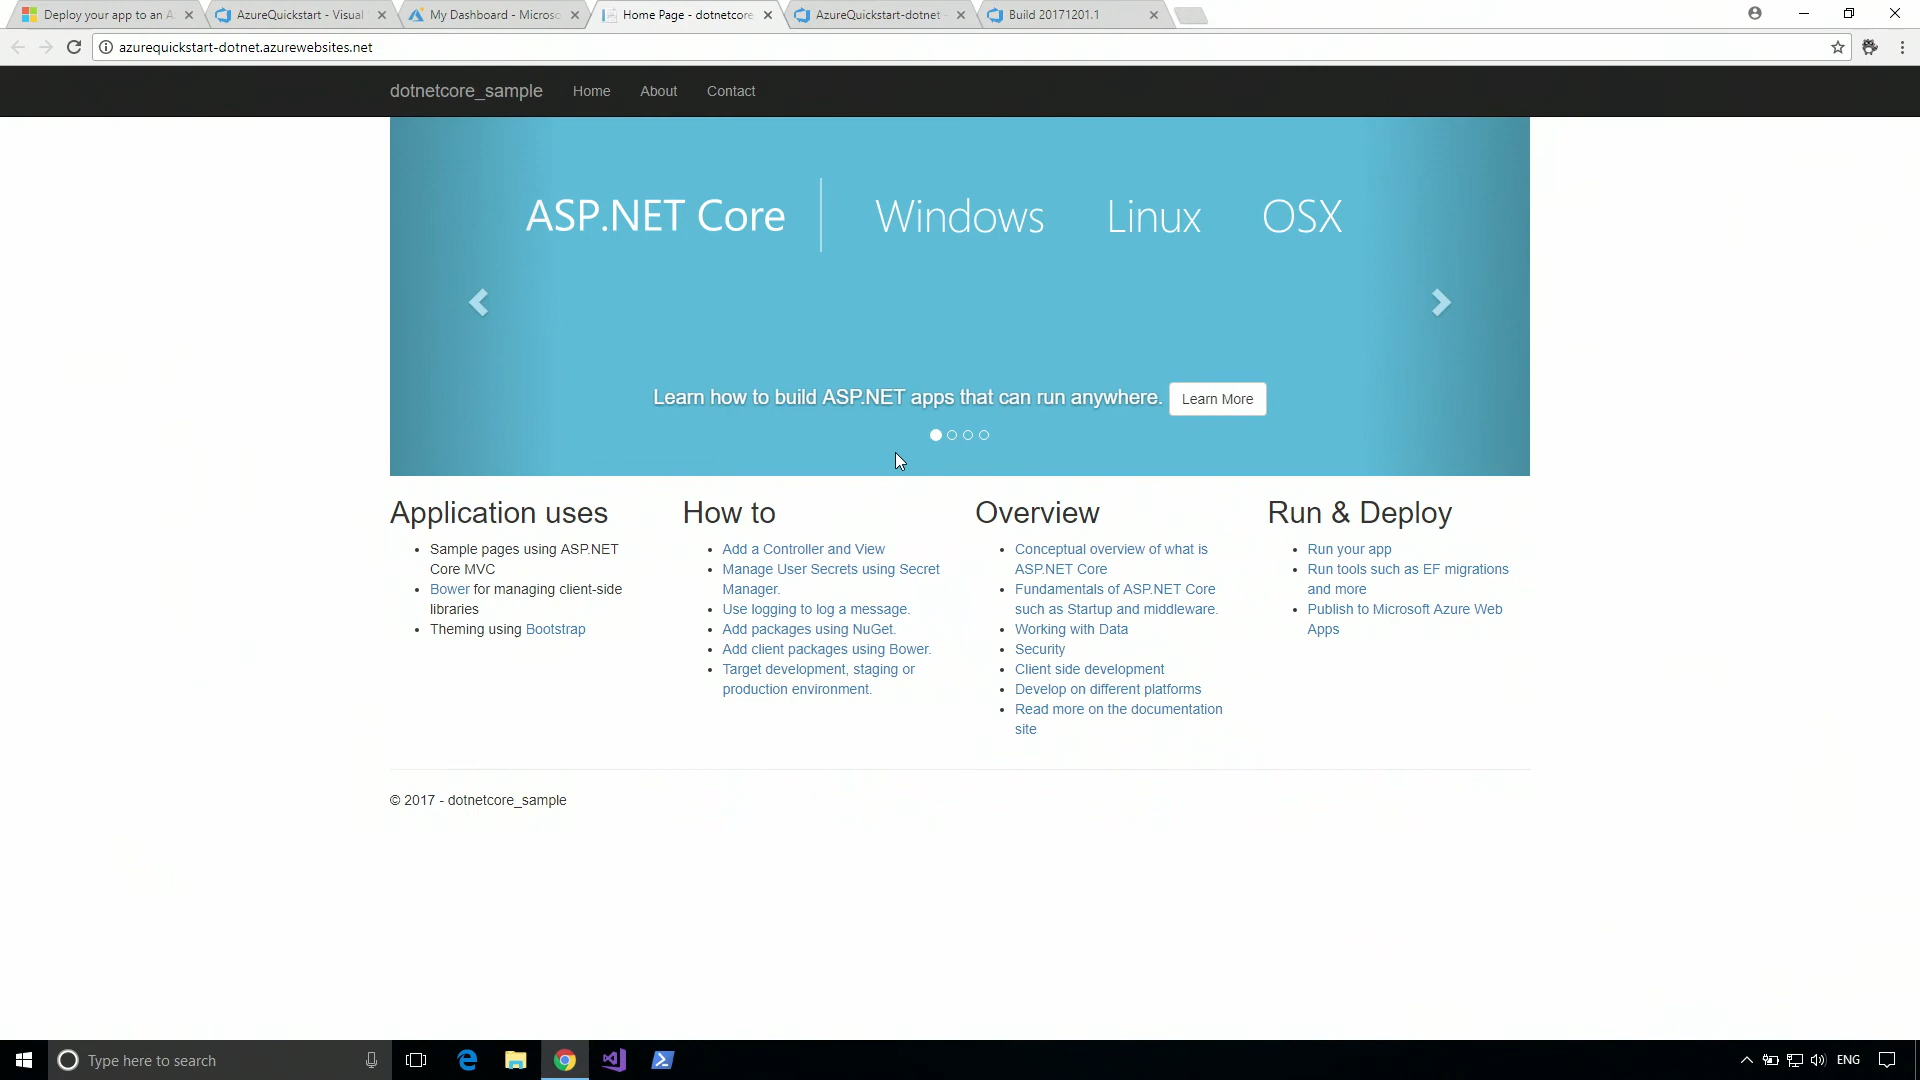 Deploy your app to an A
AzureQuickstart - Visual
My Dashboard - Microso
Home Page - dotnetcore
AzureQuickstart-dotnet -
Build 20171201.1
azurequickstart-dotnet.azurewebsites.net
dotnetcore_sample
Home
About
Contact
ASP.NET Core
Windows
Linux
OSX
Learn how to build ASP.NET apps that can run anywhere.
Learn More
Application uses
Sample pages using ASP.NET
Core MVC
Bower for managing client-side
libraries
Theming using Bootstrap
How to
Add a Controller and View
Manage User Secrets using Secret
Manager.
Use logging to log a message.
Add packages using NuGet.
Add client packages using Bower.
Target development, staging or
production environment.
Overview
Conceptual overview of what is
ASP.NET Core
Fundamentals of ASP.NET Core
such as Startup and middleware.
Working with Data
Security
Client side development
Develop on different platforms
Read more on the documentation
site
Run & Deploy
Run your app
Run tools such as EF migrations
and more
Publish to Microsoft Azure Web
Apps
© 2017 - dotnetcore_sample
Type here to search
ENG